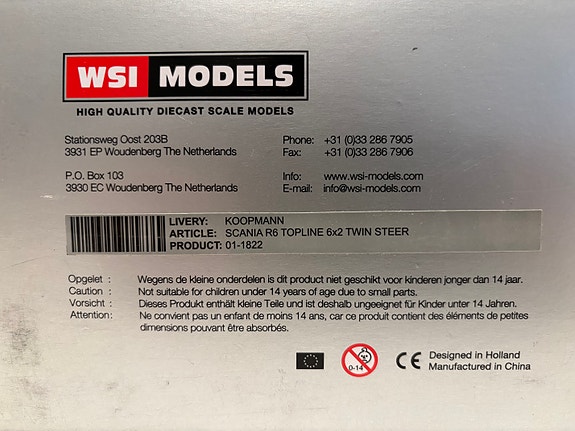 WSI MODELS
HIGH QUALITY DIECAST SCALE MODELS
Stationsweg Oost 203B Phone: +31 (0)33 286 7905
3931 EP Woudenberg The Netherlands Fax: +31 (0)33 286 7906
P.O. Box 103 Info: www.wsi-models.com
3930 EC Woudenberg The Netherlands E-mail: info@wsi-models.com
LIVERY: KOOPMANN
ARTICLE: SCANIA R6 TOPLINE 6x2 TWIN STEER
PRODUCT: 01-1822
Opgelet : Wegens de kleine onderdelen is dit product niet geschikt voor kinderen jonger dan 14 jaar.
Caution : Not suitable for children under 14 years of age due to small parts.
Vorsicht : Dieses Produkt enthält kleine Teile und ist deshalb ungeeignet für Kinder unter 14 Jahren.
Attention: Ne convient pas un enfant de moins 14 ans, car ce produit contient des éléments de petites
dimensions pouvant être absorbés.
0-14
CE Designed in Holland
Manufactured in China